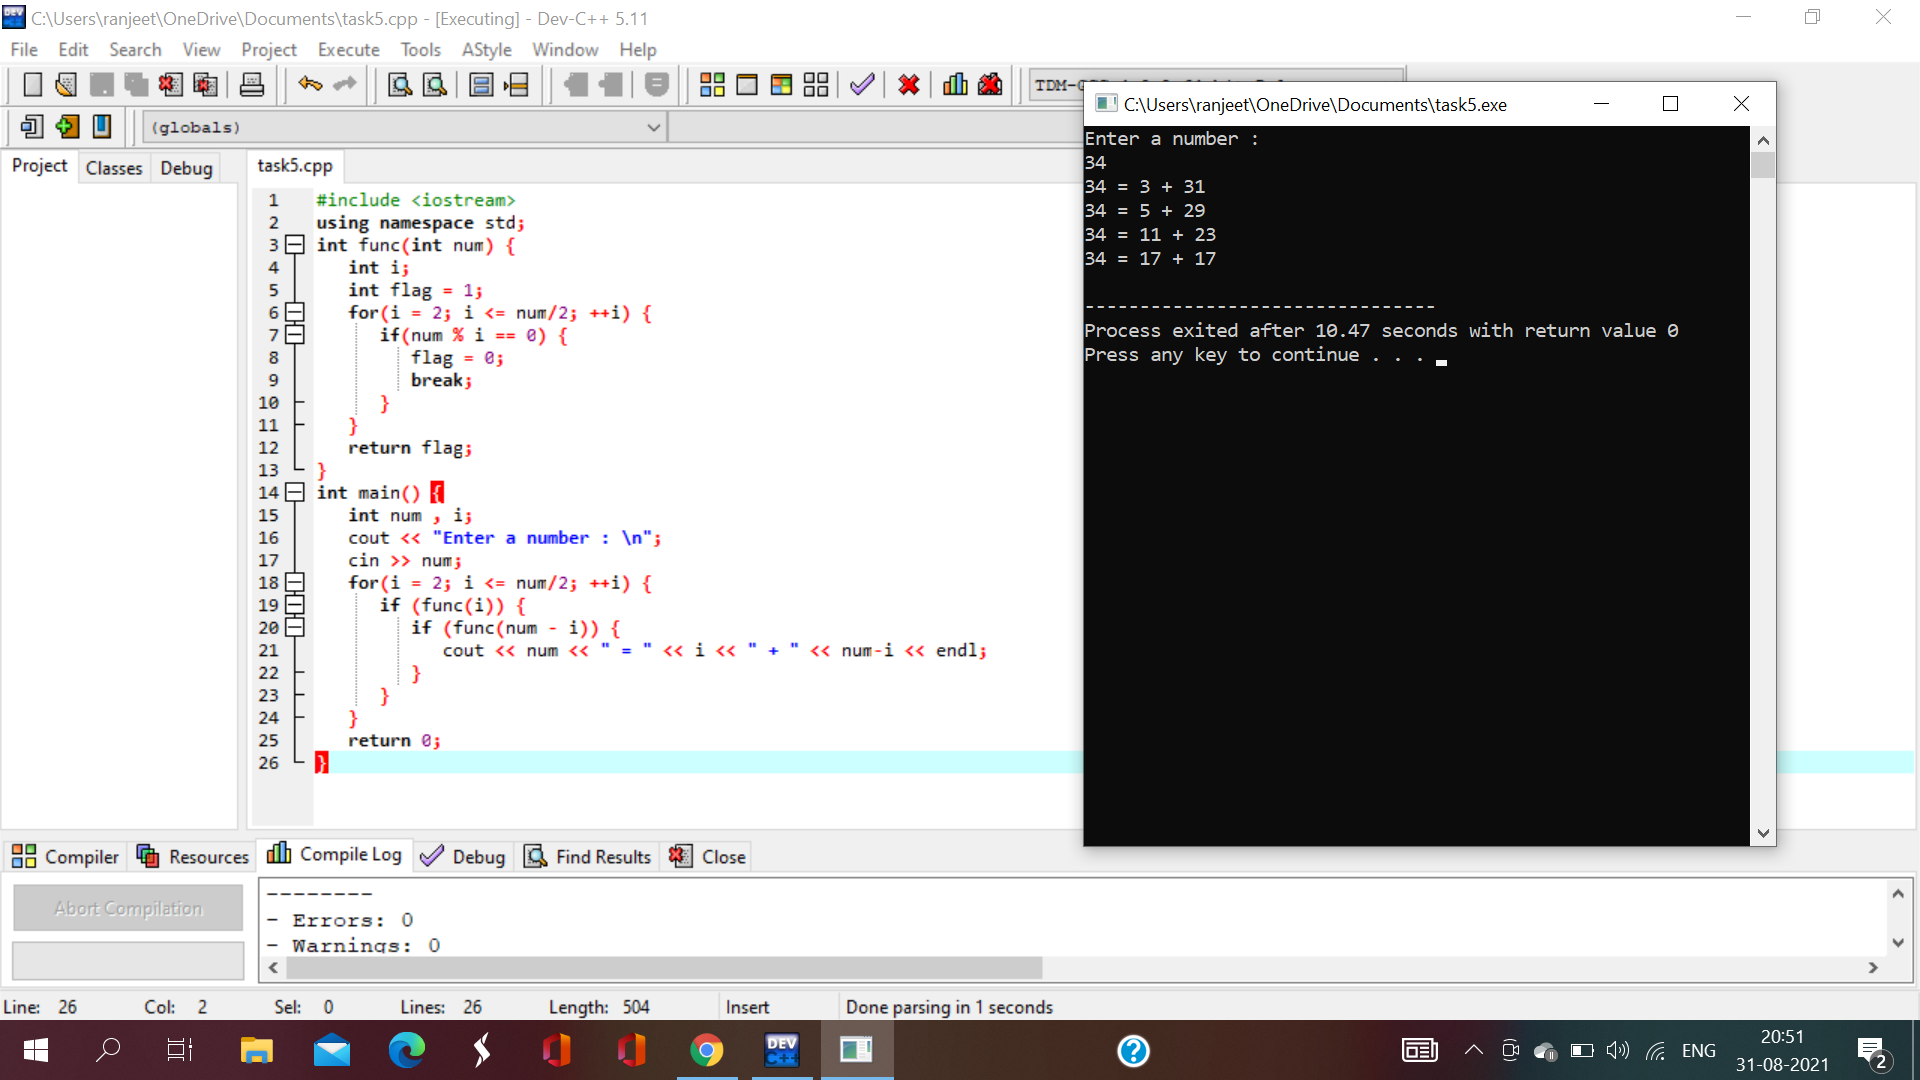 C:\Users\ranjeet\OneDrive\Documents\task5.cpp - [Executing] - Dev-C++ 5.11
File Edit Search View Project Execute Tools AStyle Window Help
(globals)
Project Classes Debug
task5.cpp
1 #include <iostream>
2 using namespace std;
3 int func(int num) {
4 int i;
5 int flag = 1;
6 for(i = 2; i <= num/2; ++i) {
7 if(num % i == 0) {
8 flag = 0;
9 break;
10 }
11 }
12 return flag;
13 }
14 int main() {
15 int num , i;
16 cout << "Enter a number : \n";
17 cin >> num;
18 for(i = 2; i <= num/2; ++i) {
19 if (func(i)) {
20 if (func(num - i)) {
21 cout << num << " = " << i << " + " << num-i << endl;
22 }
23 }
24 }
25 return 0;
26 }
C:\Users\ranjeet\OneDrive\Documents\task5.exe
Enter a number :
34
34 = 3 + 31
34 = 5 + 29
34 = 11 + 23
34 = 17 + 17
--------------------------------
Process exited after 10.47 seconds with return value 0
Press any key to continue . . .
Compiler Resources Compile Log Debug Find Results Close
Abort Compilation
--------
- Errors: 0
- Warnings: 0
Line: 26 Col: 2 Sel: 0 Lines: 26 Length: 504 Insert Done parsing in 1 seconds
DEV C++
ENG
20:51
31-08-2021
2